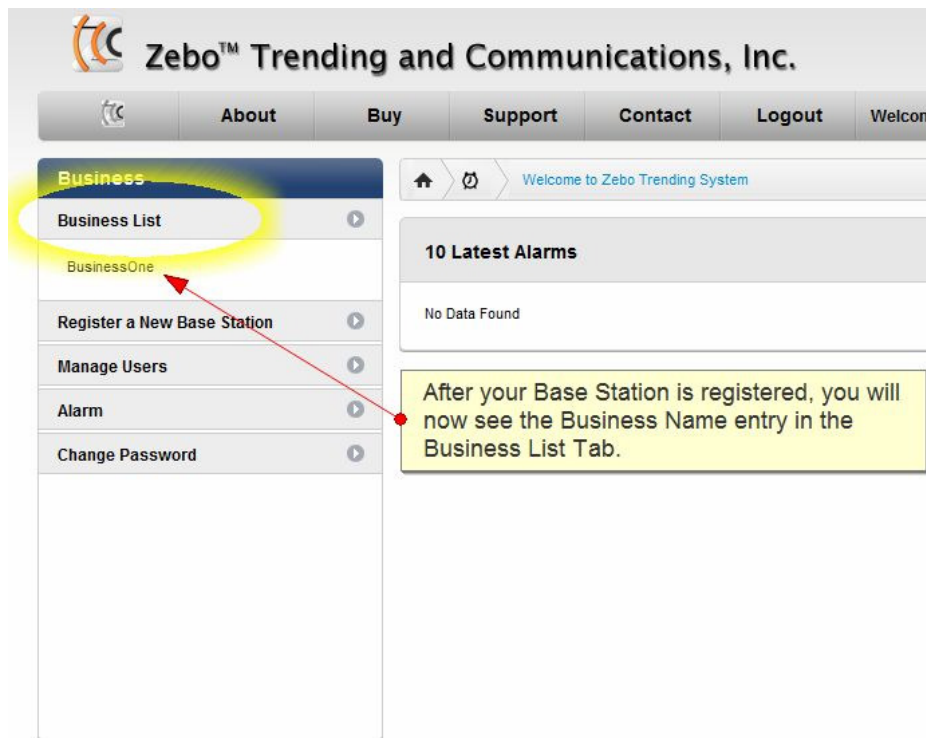 Zebo™ Trending and Communications, Inc.
About Buy Support Contact Logout
Business
Business List
BusinessOne
Register a New Base Station
Manage Users
Alarm
Change Password
Welcome to Zebo Trending System
10 Latest Alarms
No Data Found
After your Base Station is registered, you will
now see the Business Name entry in the
Business List Tab.